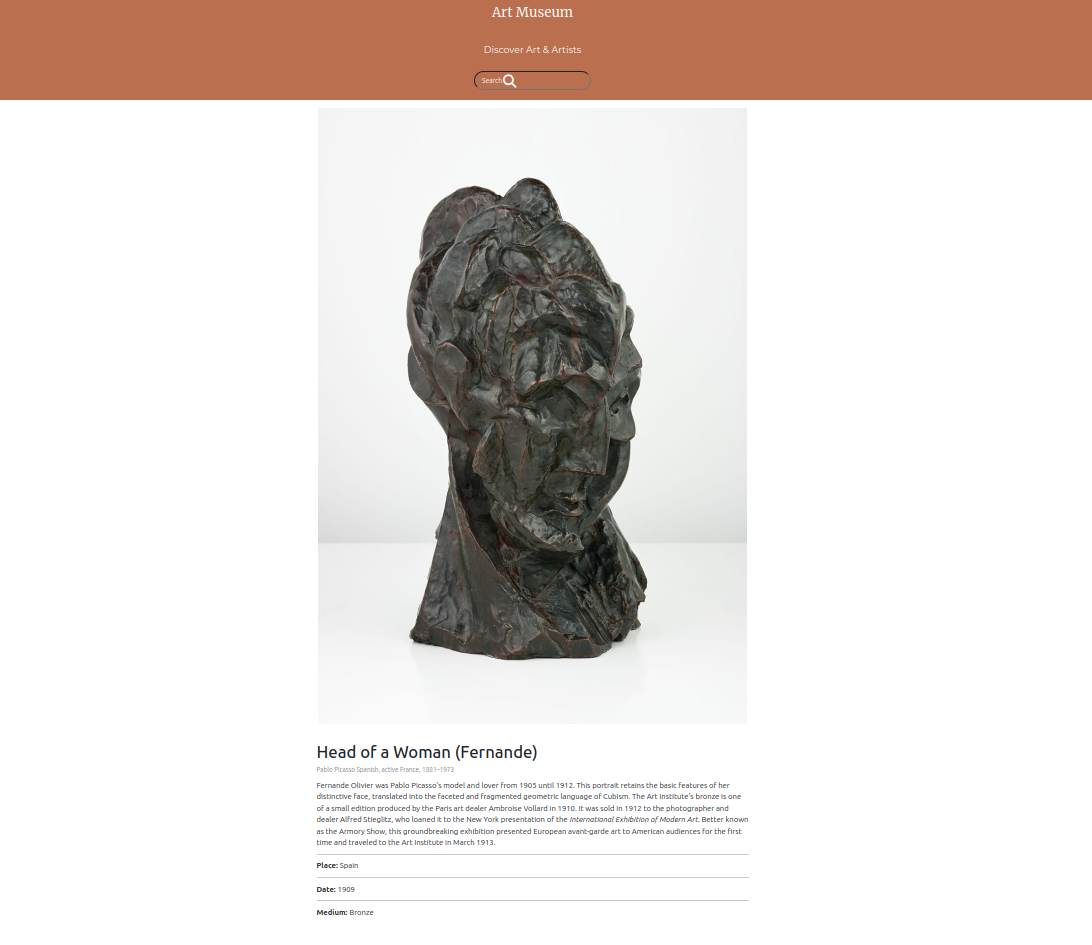 Art Museum
Discover Art & Artists
Search
Head of a Woman (Fernande)
Pablo Picasso Spanish, active France, 1881–1973
Fernande Olivier was Pablo Picasso's model and lover from 1905 until 1912. This portrait retains the basic features of her
distinctive face, translated into the faceted and fragmented geometric language of Cubism. The Art Institute's bronze is one
of a small edition produced by the Paris art dealer Ambroise Vollard in 1910. It was sold in 1912 to the photographer and
dealer Alfred Stieglitz, who loaned it to the New York presentation of the International Exhibition of Modern Art. Better known
as the Armory Show, this groundbreaking exhibition presented European avant-garde art to American audiences for the first
time and traveled to the Art Institute in March 1913.
Place: Spain
Date: 1909
Medium: Bronze